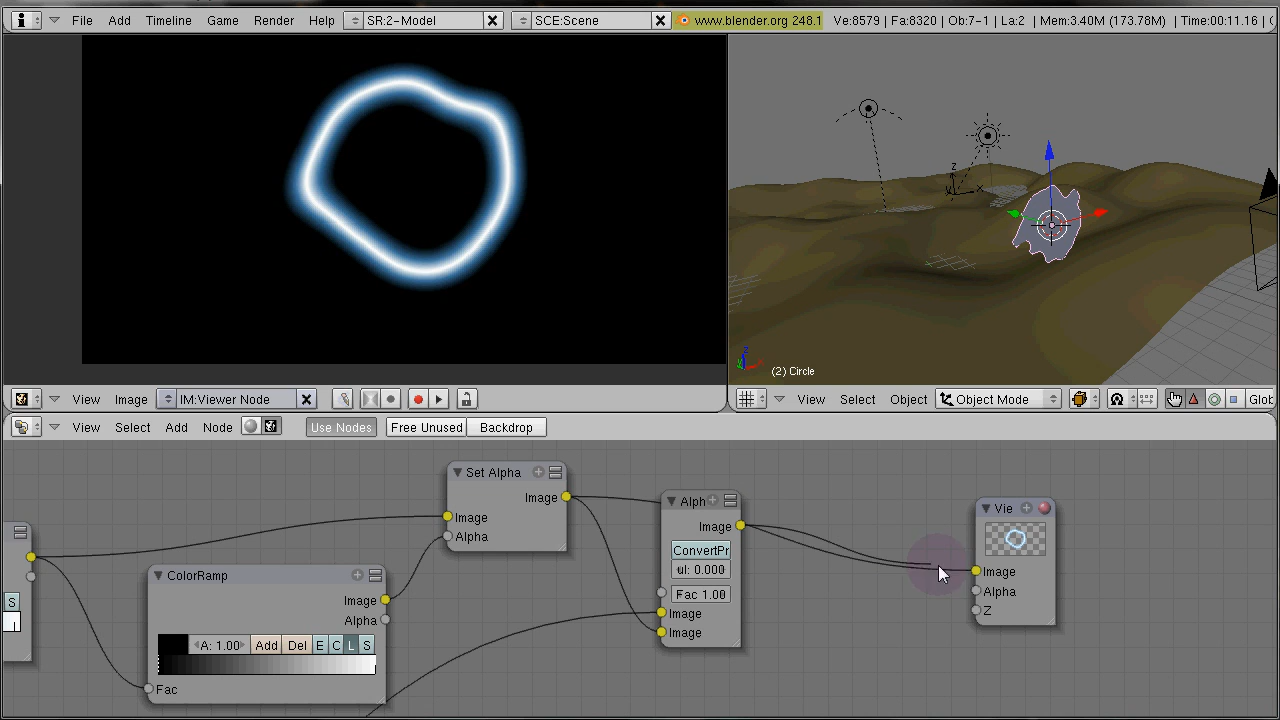 File Add Timeline Game Render Help SR:2-Model SCE:Scene www.blender.org 248.1 Ve:8579 | Fa:8320 | Ob:7-1 | La:2 | Mem:3.40M (173.78M) | Time:00:11.16 |
z
x
z
(2) Circle
View Image IM:Viewer Node
View Select Object Object Mode Glob
View Select Add Node Use Nodes Free Unused Backdrop
Set Alpha
Image
Image
Alpha
Alph
Image
ConvertPr
ul: 0.000
Fac 1.00
Image
Image
Vie
Image
Alpha
Z
S
ColorRamp
Image
Alpha
A: 1.00 Add Del E C L S
Fac